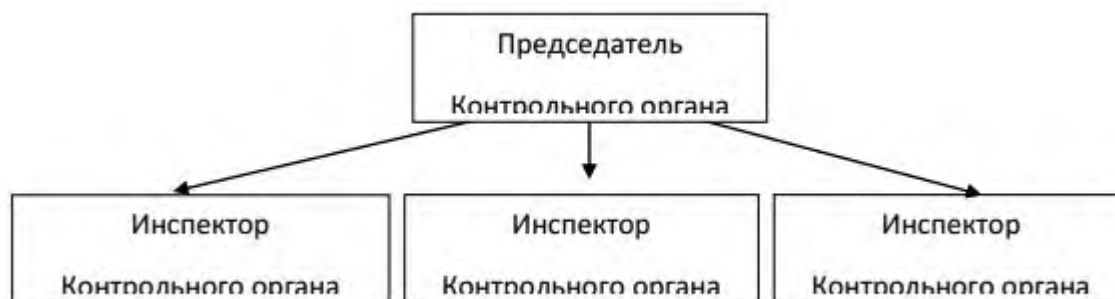 Председатель
Контрольного органа
Инспектор
Контрольного органа
Инспектор
Контрольного органа
Инспектор
Контрольного органа